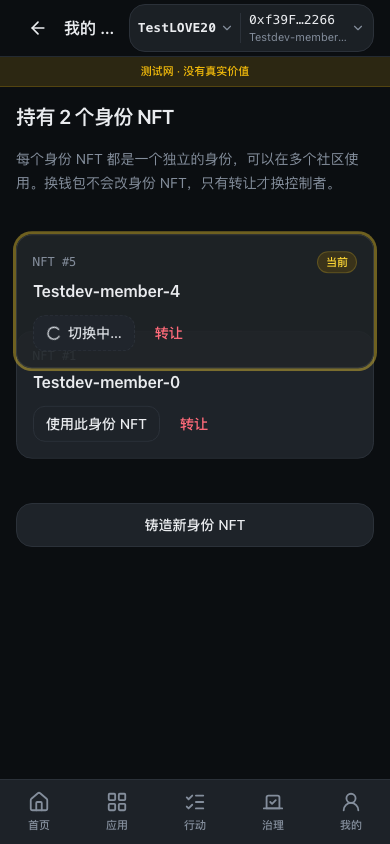 我的 ...
TestLOVE20
0xf39F…2266
Testdev-member…
测试网 · 没有真实价值
持有 2 个身份 NFT
每个身份 NFT 都是一个独立的身份，可以在多个社区使
用。换钱包不会改身份 NFT，只有转让才换控制者。
NFT #5
当前
Testdev-member-4
切换中...
转让
NFT #1
Testdev-member-0
使用此身份 NFT
转让
铸造新身份 NFT
首页
应用
行动
治理
我的